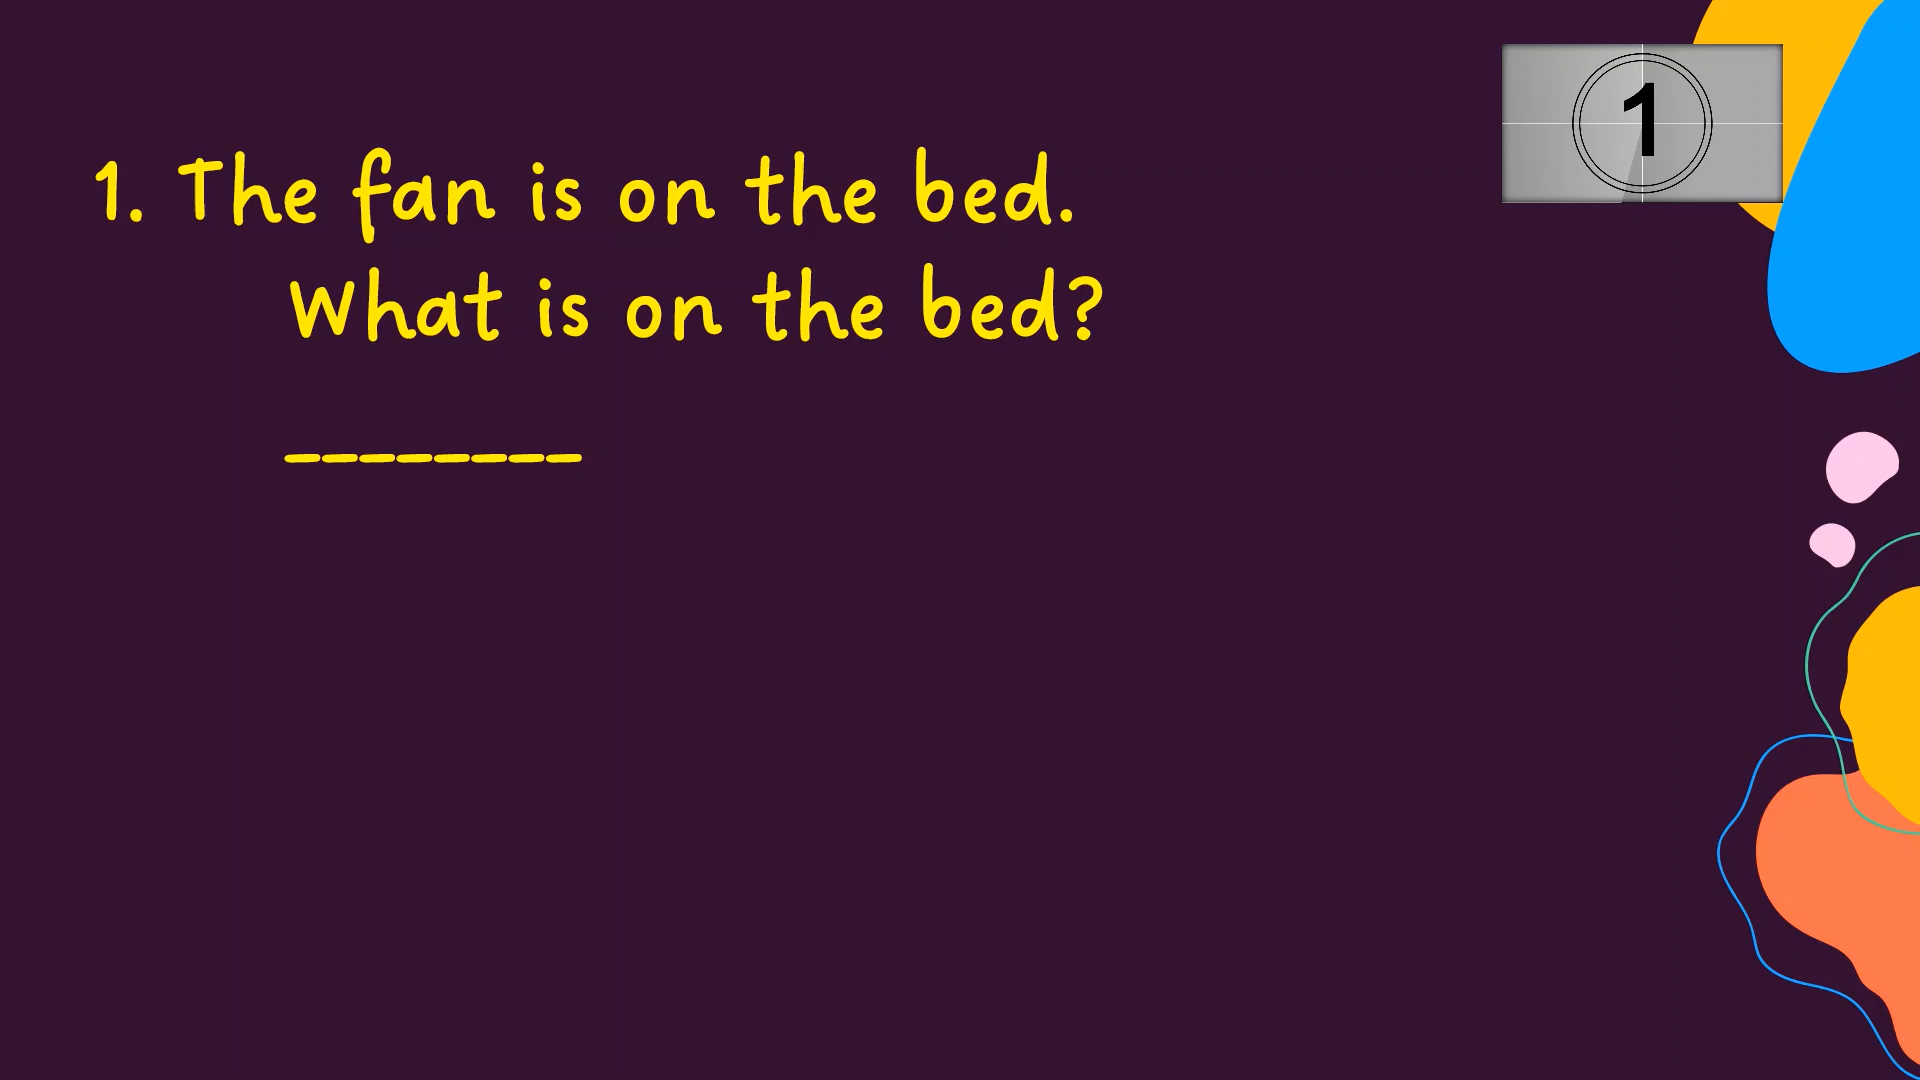 1
1. The fan is on the bed.
What is on the bed?
________